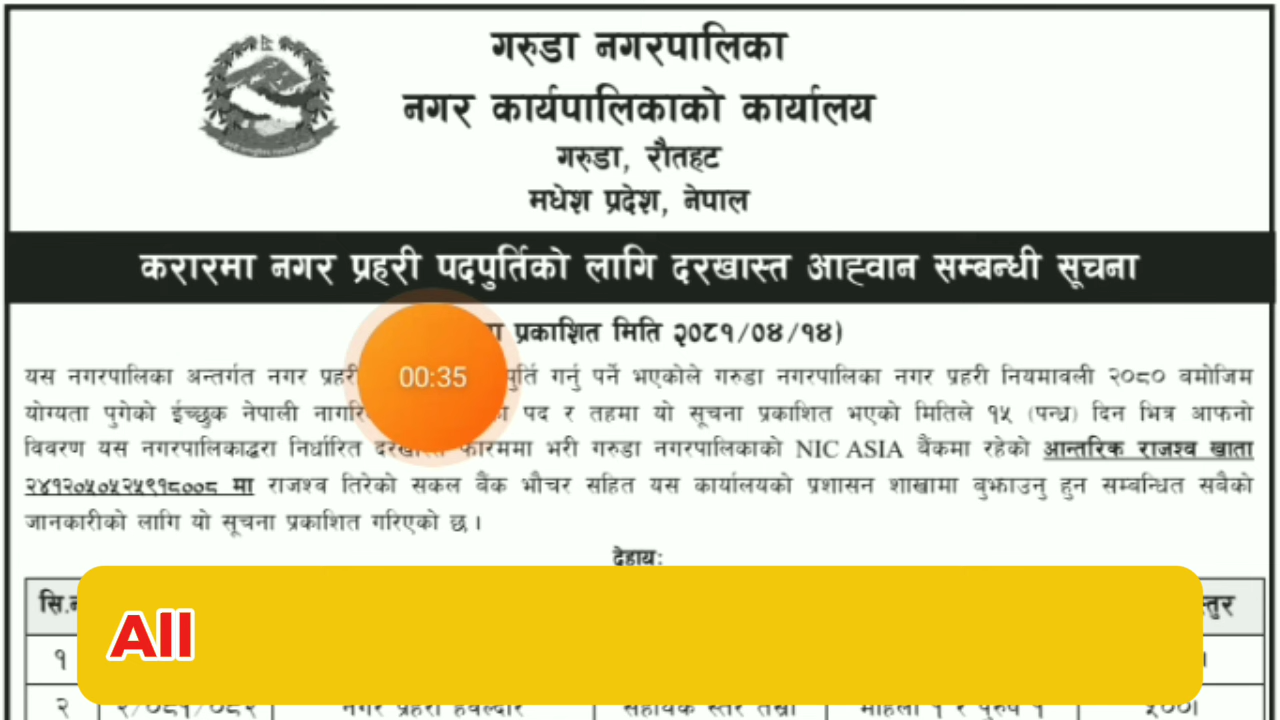 गरुडा नगरपालिका
नगर कार्यपालिकाको कार्यालय
गरुडा, रौतहट
मधेश प्रदेश, नेपाल
करारमा नगर प्रहरी पदपुर्तिको लागि दरखास्त आह्वान सम्बन्धी सूचना
प्रकाशित मिति २०८१/०४/१४)
यस नगरपालिका अन्तर्गत नगर प्रहरी गर्नु पर्ने भएकोले गरुडा नगरपालिका नगर प्रहरी नियमावली २०८० बमोजिम
00:35
योग्यता पुगेको ईच्छुक नेपाली पद र तहमा यो सूचना प्रकाशित भएको मितिले १५ (पन्ध्र) दिन भित्र आफनो
विवरण यस नगरपालिकाद्वरा निर्धारित फारममा भरी गरुडा नगरपालिकाको NIC ASIA बैंकमा रहेको आन्तरिक राजश्व खाता
२४१२०५०५२५९१८००८ मा राजश्व तिरेको सकल बैंक भौचर सहित यस कार्यालयको प्रशासन शाखामा बुझाउनु हुन सम्बन्धित सबैको
जानकारीको लागि यो सूचना प्रकाशित गरिएको छ ।
देहायः
All
१
२